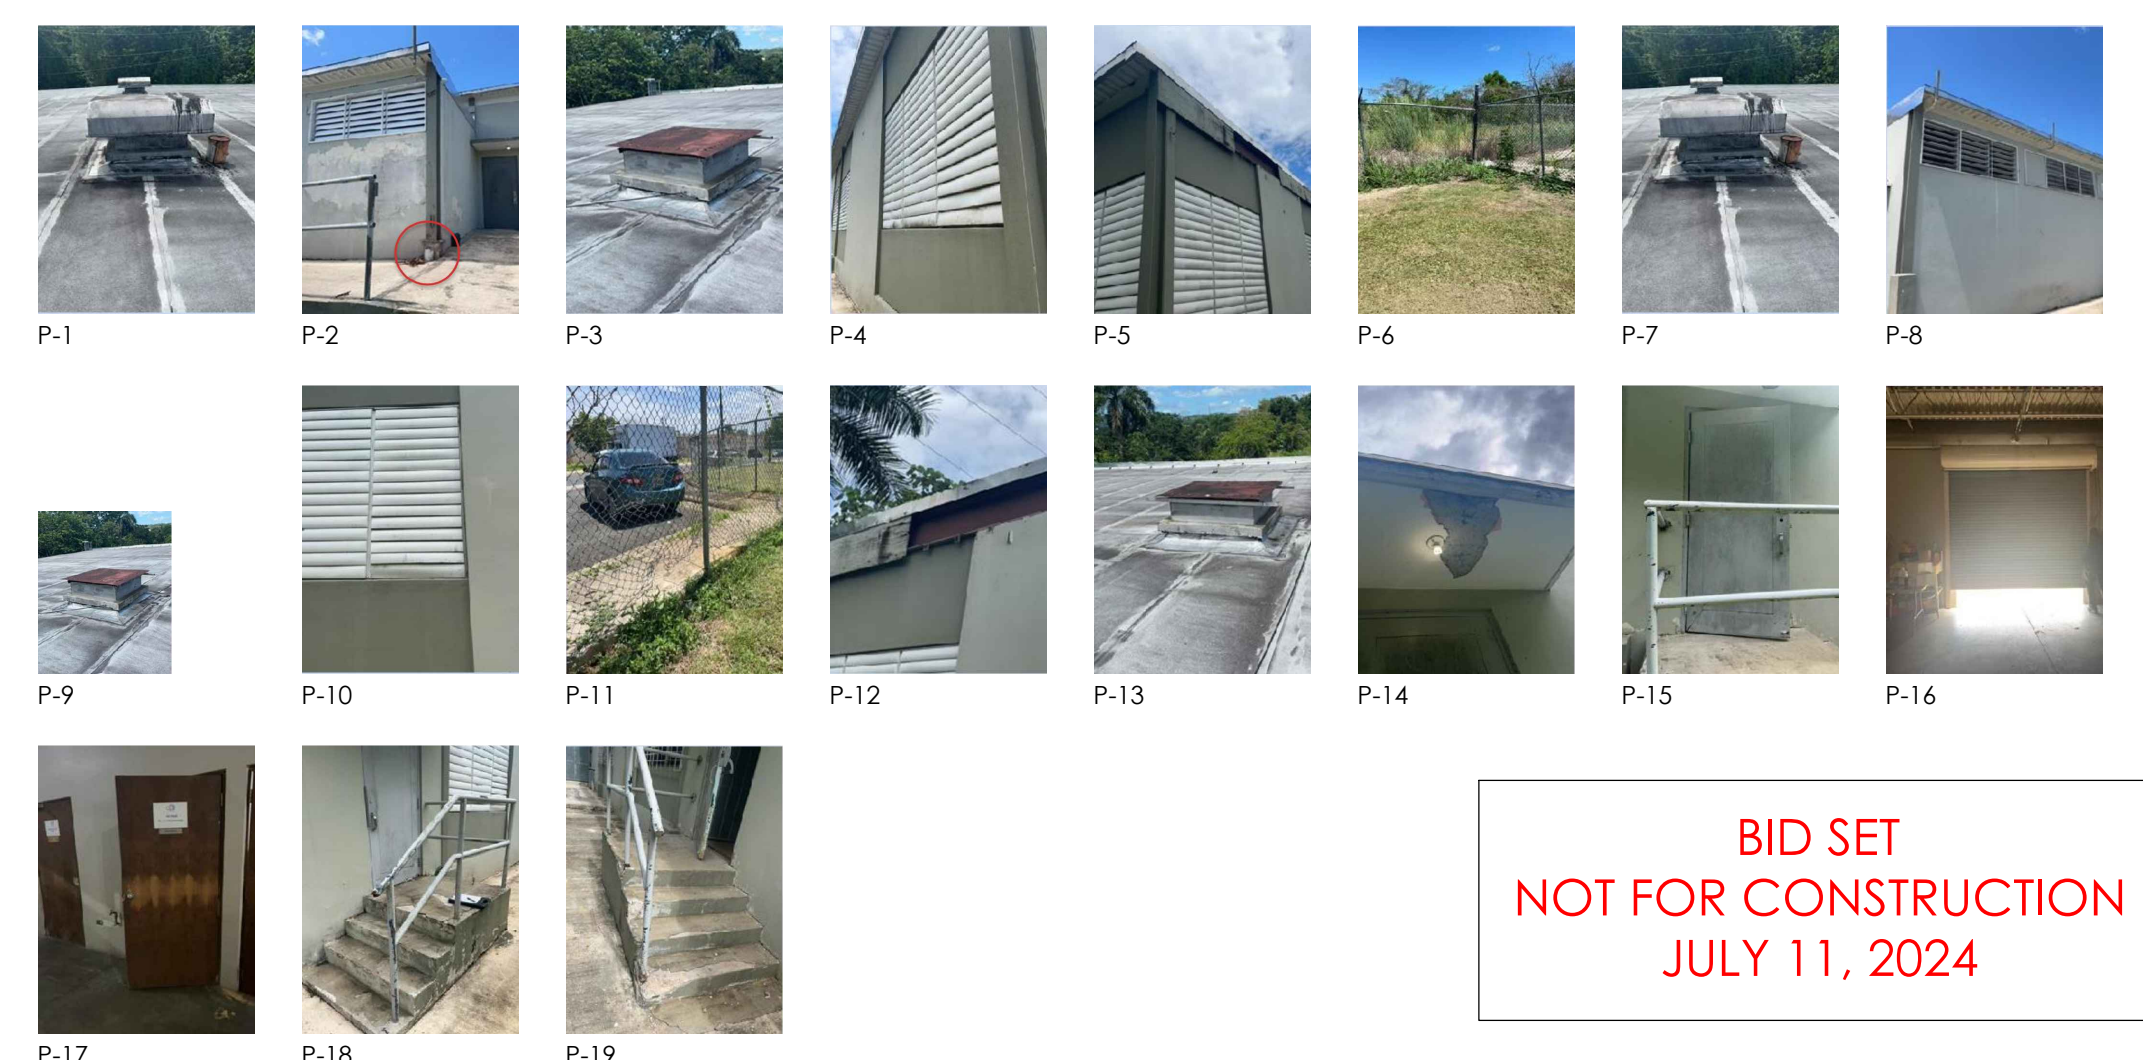 P-1
P-2
P-3
P-4
P-5
P-6
P-7
P-8
P-9
P-10
P-11
P-12
P-13
P-14
P-15
P-16
P-17
P-18
P-19
BID SET
NOT FOR CONSTRUCTION
JULY 11, 2024